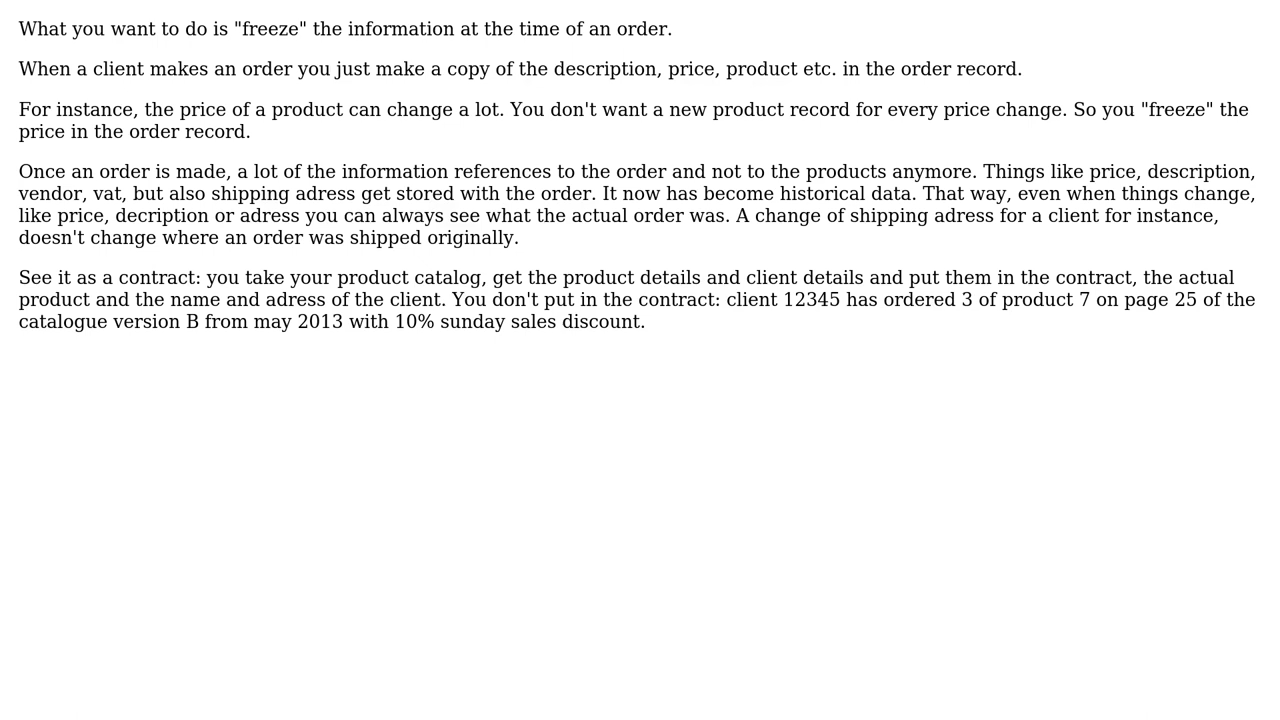 What you want to do is "freeze" the information at the time of an order.
When a client makes an order you just make a copy of the description, price, product etc. in the order record.
For instance, the price of a product can change a lot. You don't want a new product record for every price change. So you "freeze" the
price in the order record.
Once an order is made, a lot of the information references to the order and not to the products anymore. Things like price, description,
vendor, vat, but also shipping adress get stored with the order. It now has become historical data. That way, even when things change,
like price, decription or adress you can always see what the actual order was. A change of shipping adress for a client for instance,
doesn't change where an order was shipped originally.
See it as a contract: you take your product catalog, get the product details and client details and put them in the contract, the actual
product and the name and adress of the client. You don't put in the contract: client 12345 has ordered 3 of product 7 on page 25 of the
catalogue version B from may 2013 with 10% sunday sales discount.